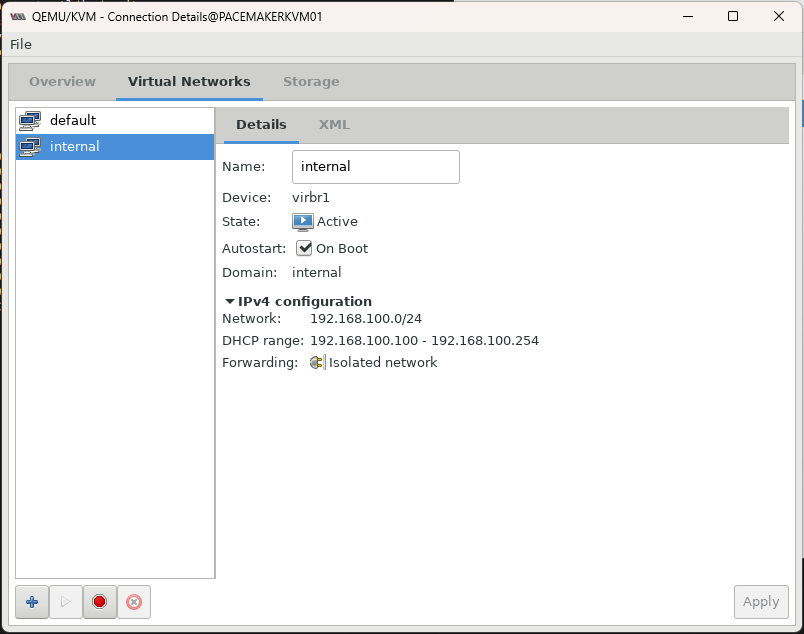 QEMU/KVM - Connection Details@PACEMAKERKVM01
File
Overview Virtual Networks Storage
default
internal
Details XML
Name: internal
Device: virbr1
State: Active
Autostart: On Boot
Domain: internal
IPv4 configuration
Network: 192.168.100.0/24
DHCP range: 192.168.100.100 - 192.168.100.254
Forwarding: Isolated network
Apply